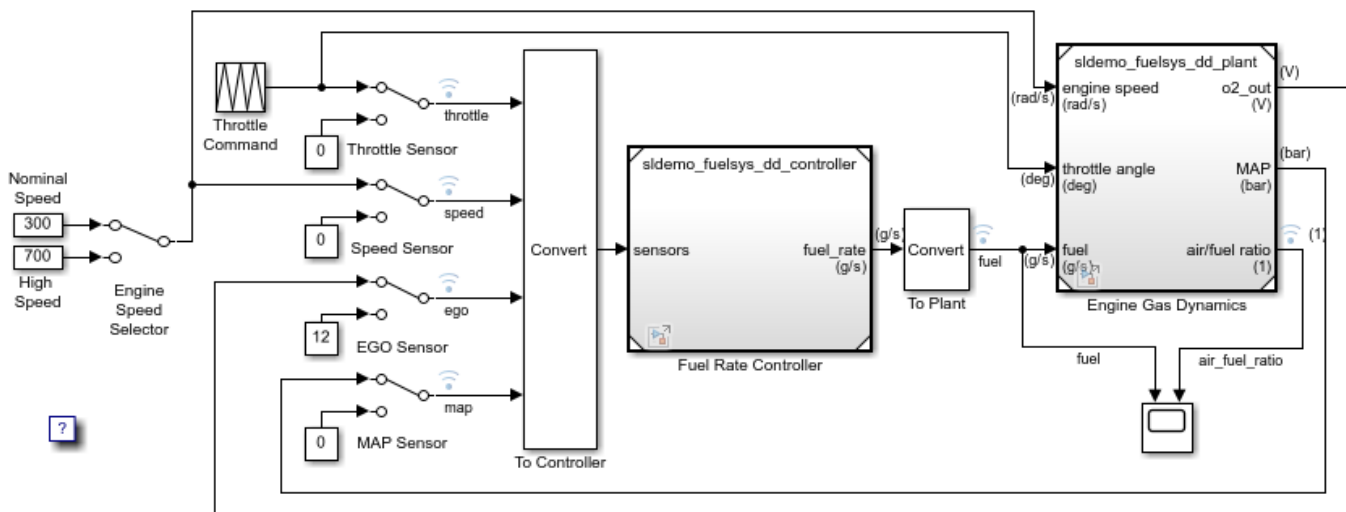 Throttle
Command
0
Throttle Sensor
throttle
Nominal
Speed
300
700
High
Speed
Engine
Speed
Selector
0
Speed Sensor
speed
12
EGO Sensor
ego
0
MAP Sensor
map
?
Convert
To Controller
sldemo_fuelsys_dd_controller
sensors
fuel_rate
(g/s)
Fuel Rate Controller
(g/s)
Convert
To Plant
fuel
(g/s)
(rad/s)
(deg)
sldemo_fuelsys_dd_plant
engine speed
(rad/s)
throttle angle
(deg)
fuel
(g/s)
o2_out
(V)
MAP
(bar)
air/fuel ratio
(1)
Engine Gas Dynamics
(V)
(bar)
(1)
fuel
air_fuel_ratio